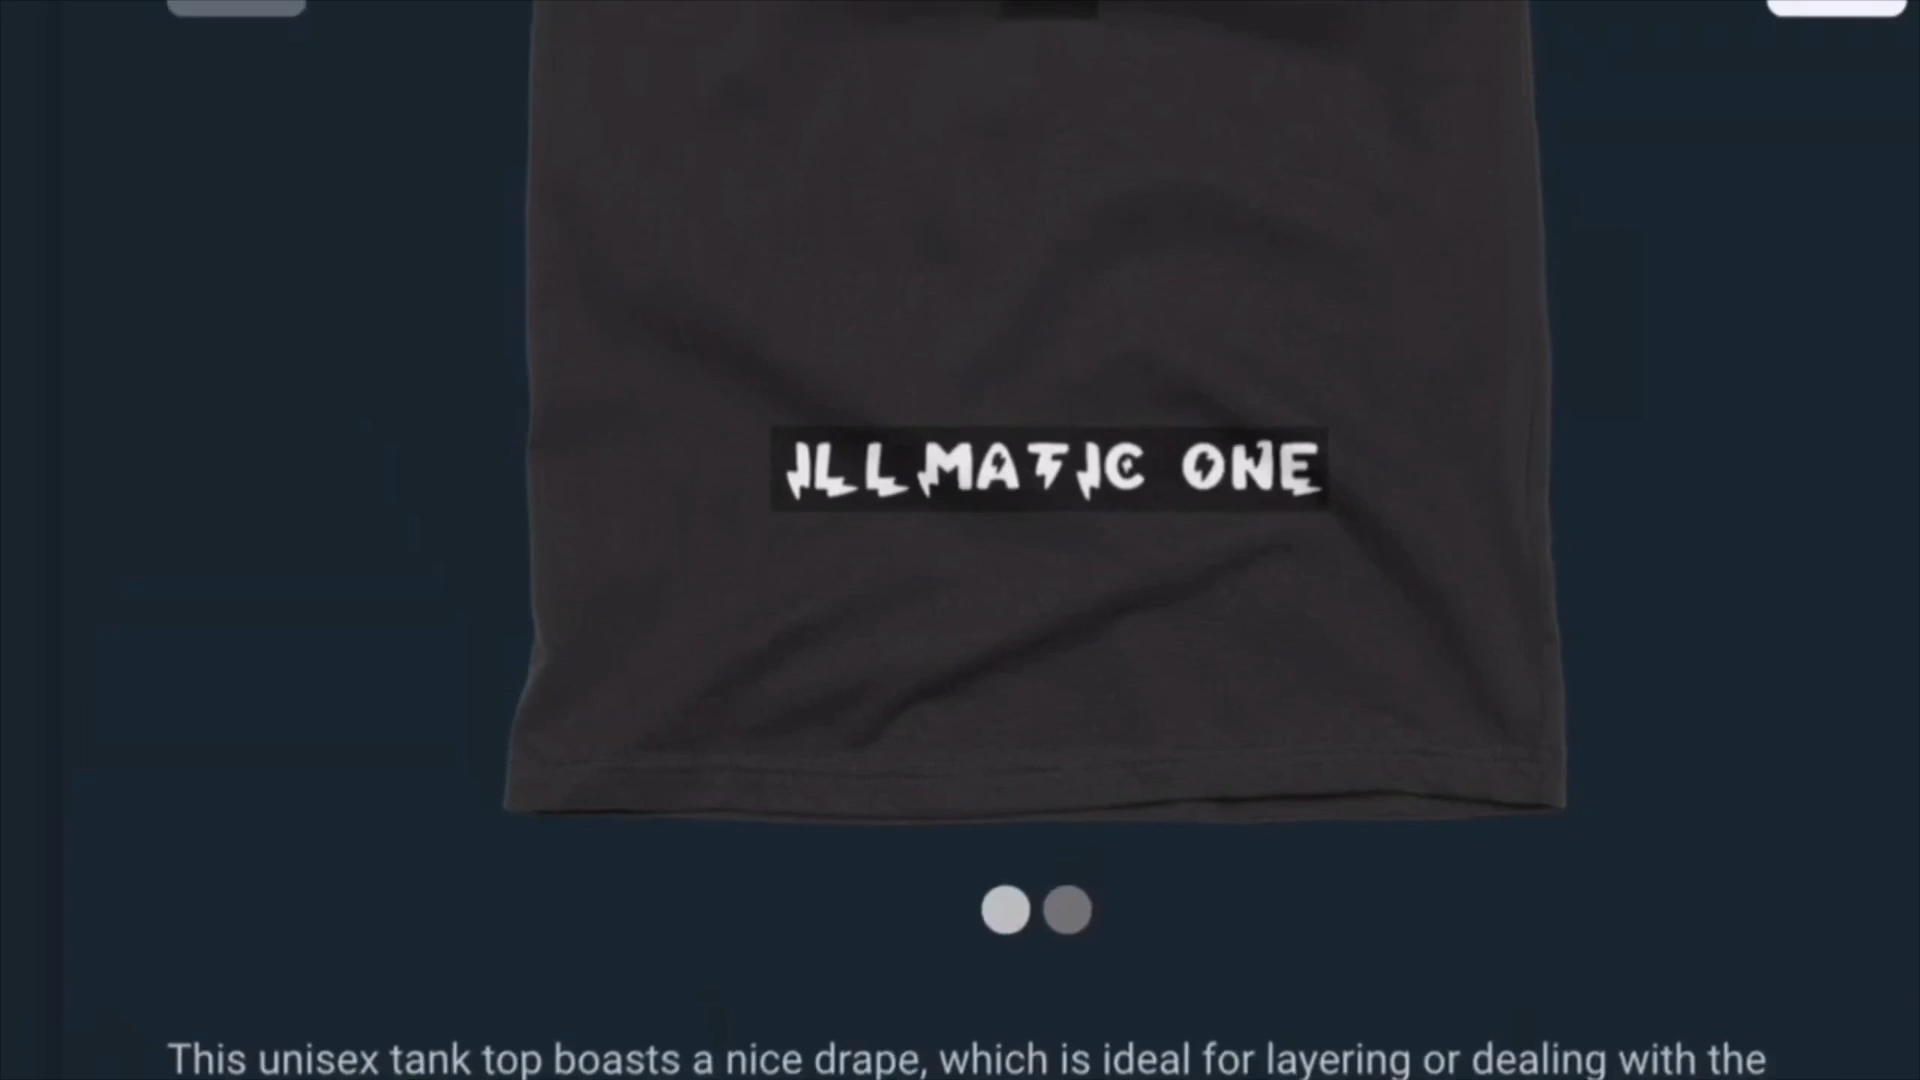 ILLMATIC ONE
This unisex tank top boasts a nice drape, which is ideal for layering or dealing with the